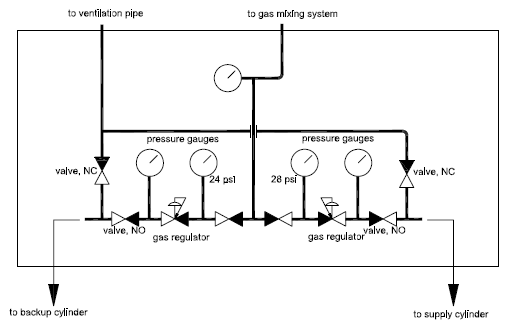 to ventilation pipe
to gas mixing system
pressure gauges
pressure gauges
valve, NC
24 psi
28 psi
valve, NC
valve, NO
gas regulator
gas regulator
valve, NO
to backup cylinder
to supply cylinder